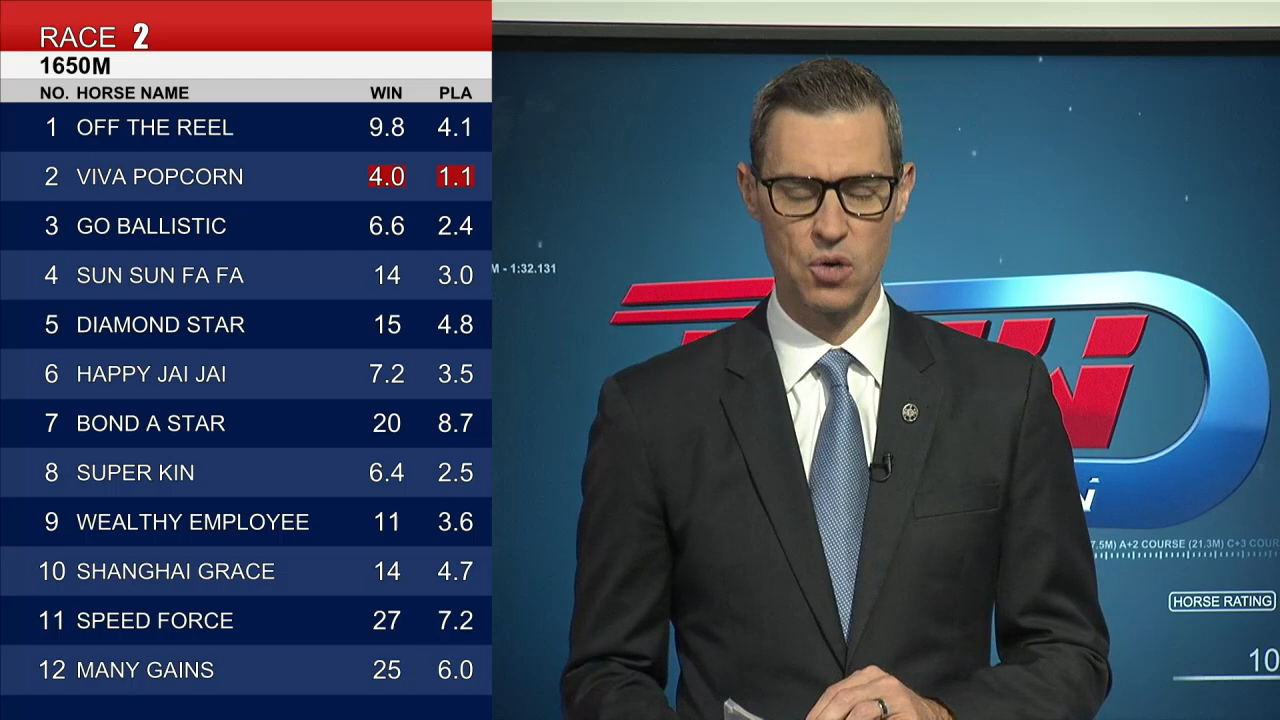 RACE 2
1650M
NO. HORSE NAME WIN PLA
1 OFF THE REEL 9.8 4.1
2 VIVA POPCORN 4.0 1.1
3 GO BALLISTIC 6.6 2.4
4 SUN SUN FA FA 14 3.0
5 DIAMOND STAR 15 4.8
6 HAPPY JAI JAI 7.2 3.5
7 BOND A STAR 20 8.7
8 SUPER KIN 6.4 2.5
9 WEALTHY EMPLOYEE 11 3.6
10 SHANGHAI GRACE 14 4.7
11 SPEED FORCE 27 7.2
12 MANY GAINS 25 6.0
M - 1:32.131
7.5M) A+2 COURSE (21.3M) C+3 COUR
HORSE RATING
10